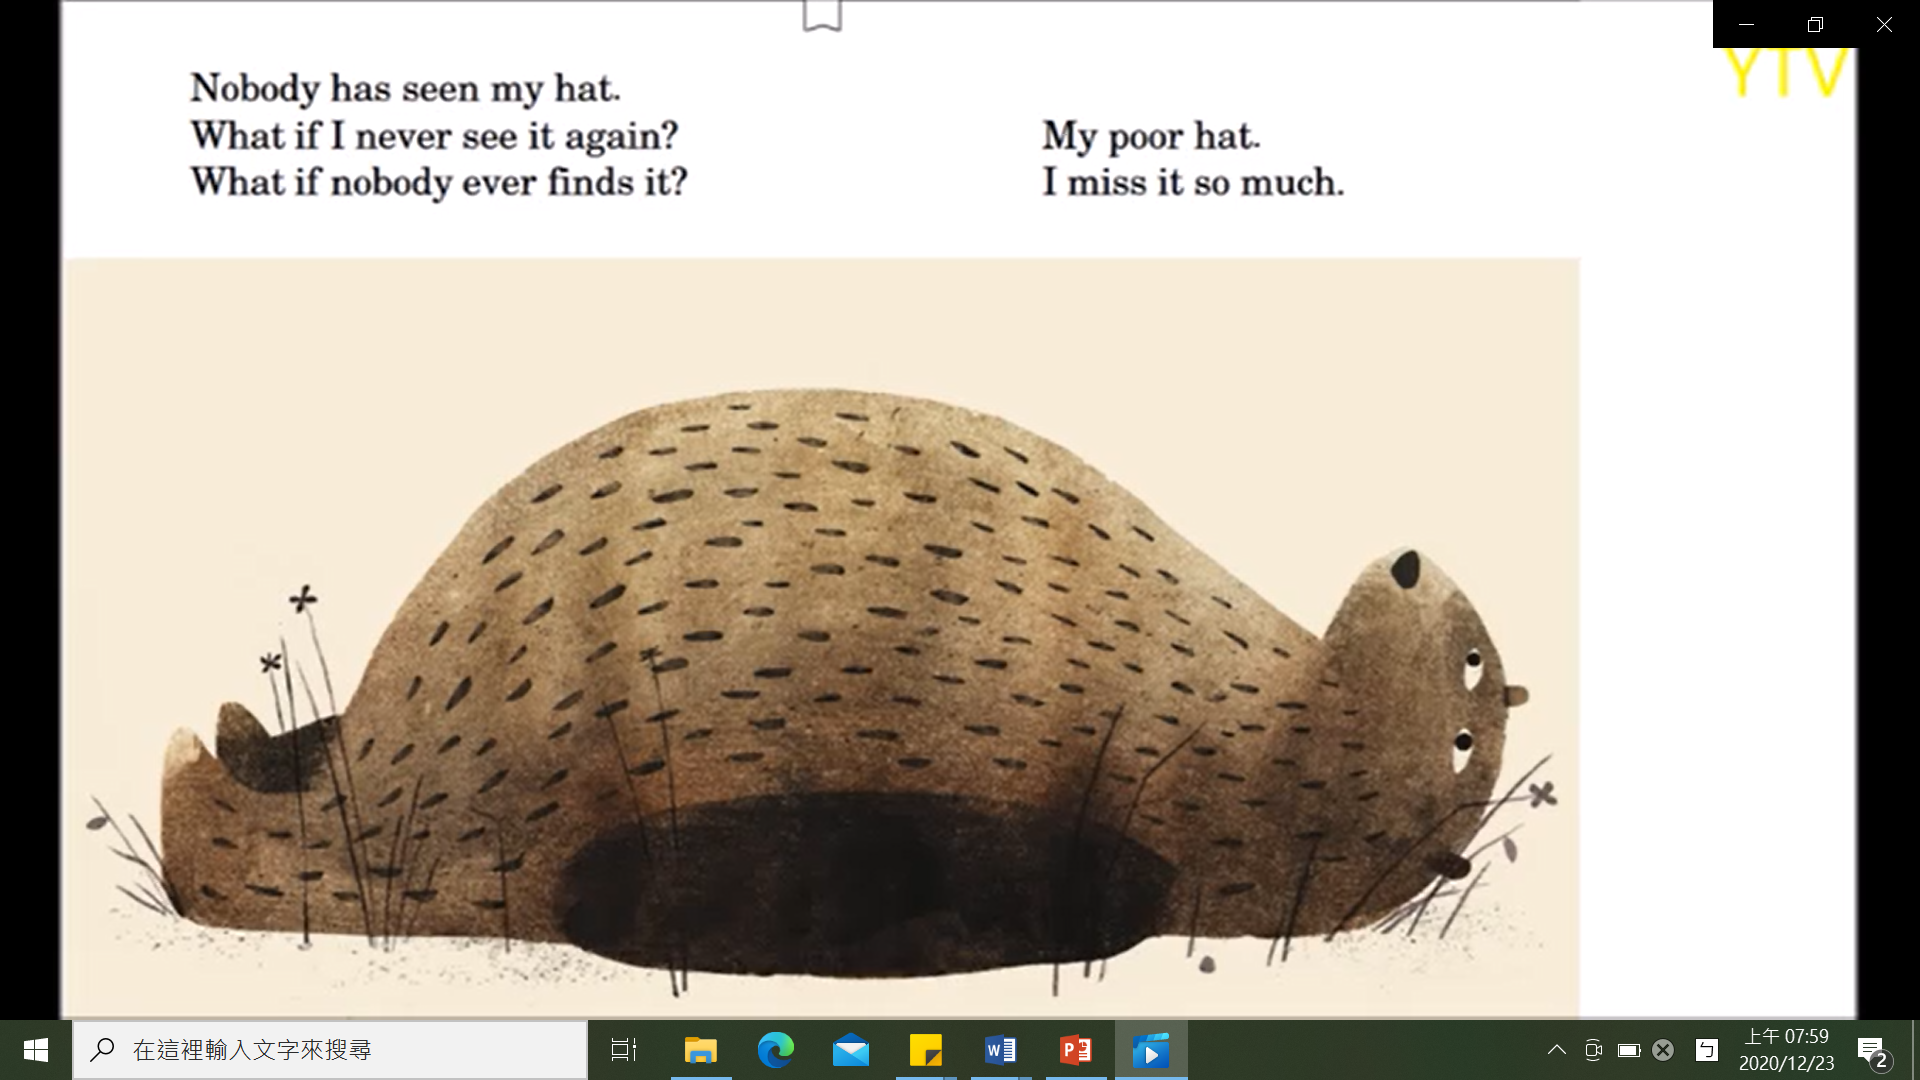 YTV
Nobody has seen my hat.
What if I never see it again?
What if nobody ever finds it?
My poor hat.
I miss it so much.
在這裡輸入文字來搜尋
上午 07:59
2020/12/23
ㄅ
2